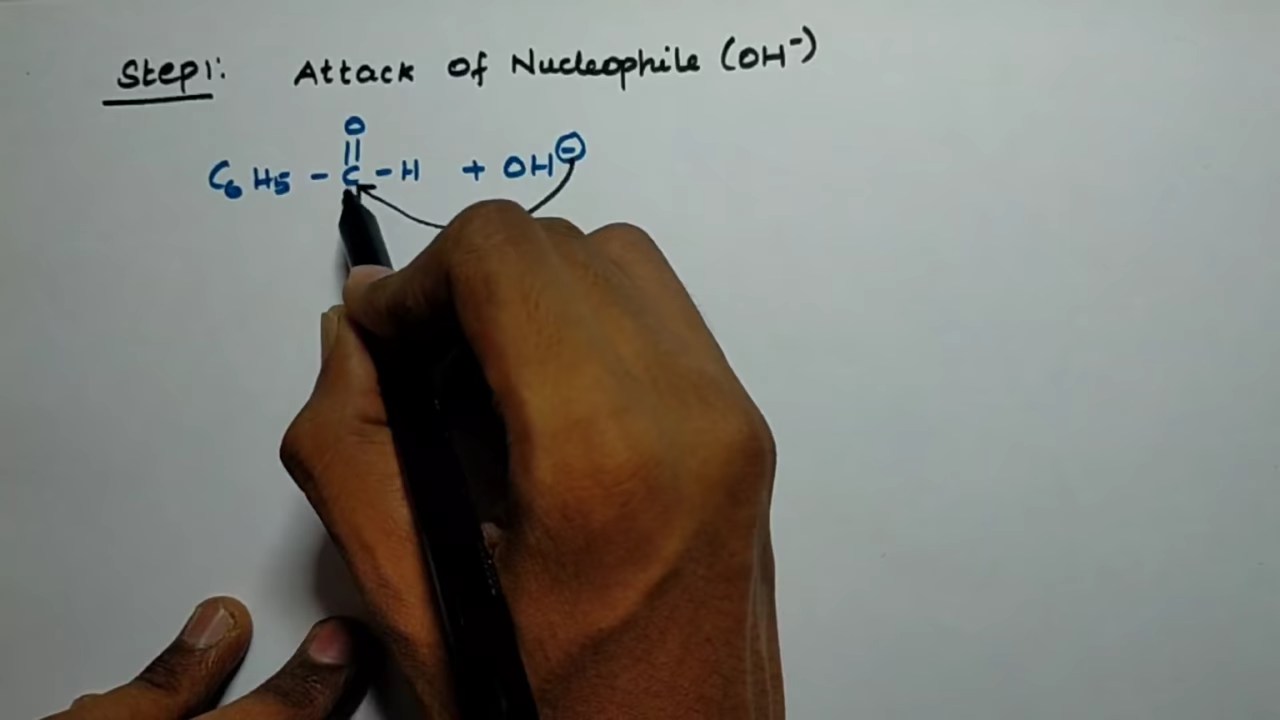 Step1: Attack of Nucleophile (OH⁻)
O
||
C₆H₅ - C - H + OH⊖